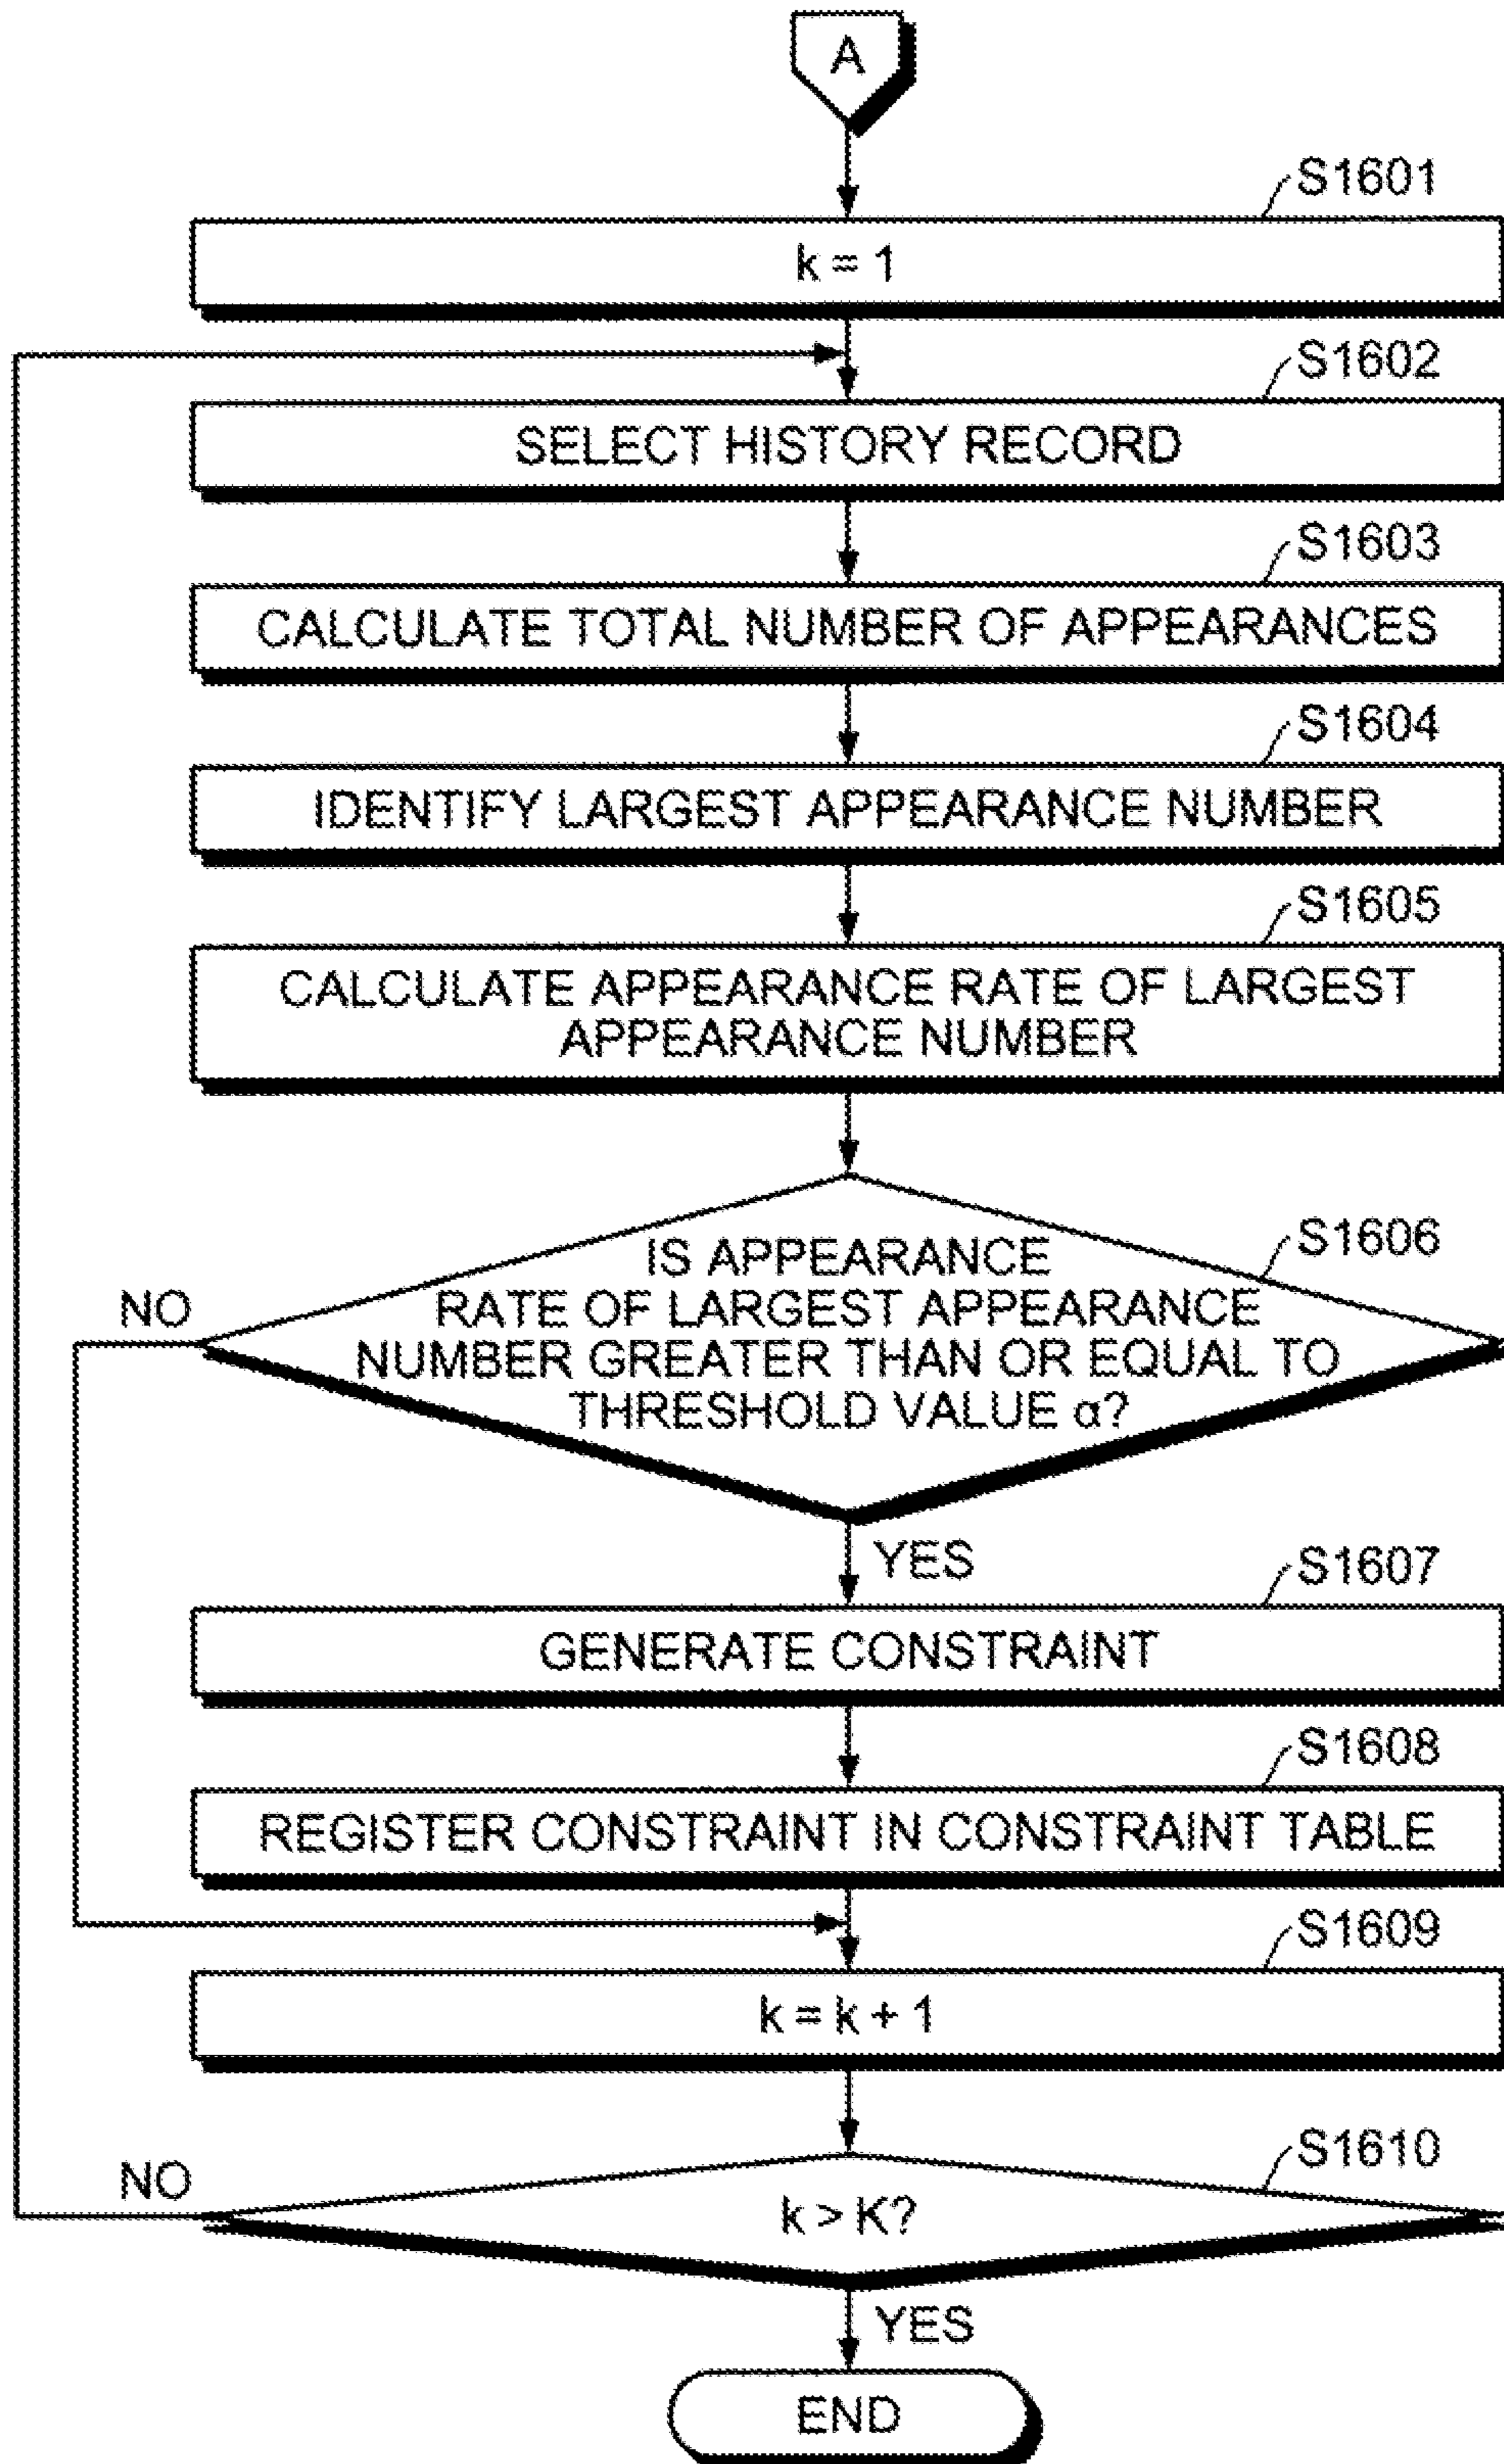 A
S1601
k = 1
S1602
SELECT HISTORY RECORD
S1603
CALCULATE TOTAL NUMBER OF APPEARANCES
S1604
IDENTIFY LARGEST APPEARANCE NUMBER
S1605
CALCULATE APPEARANCE RATE OF LARGEST
APPEARANCE NUMBER
S1606
IS APPEARANCE
RATE OF LARGEST APPEARANCE
NUMBER GREATER THAN OR EQUAL TO
THRESHOLD VALUE α?
NO
YES
S1607
GENERATE CONSTRAINT
S1608
REGISTER CONSTRAINT IN CONSTRAINT TABLE
S1609
k = k + 1
S1610
NO
k > K?
YES
END